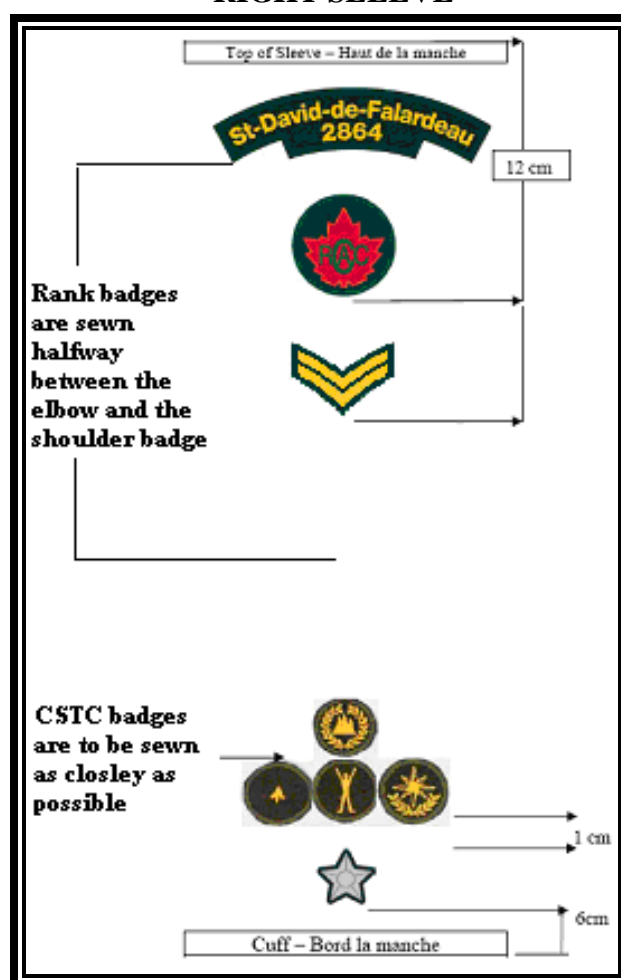 RIGHT SLEEVE
Top of Sleeve – Haut de la manche
St-David-de-Falardeau
2864
12 cm
RAC
Rank badges
are sewn
halfway
between the
elbow and the
shoulder badge
CSTC badges
are to be sewn
as closley as
possible
1 cm
6cm
Cuff – Bord la manche